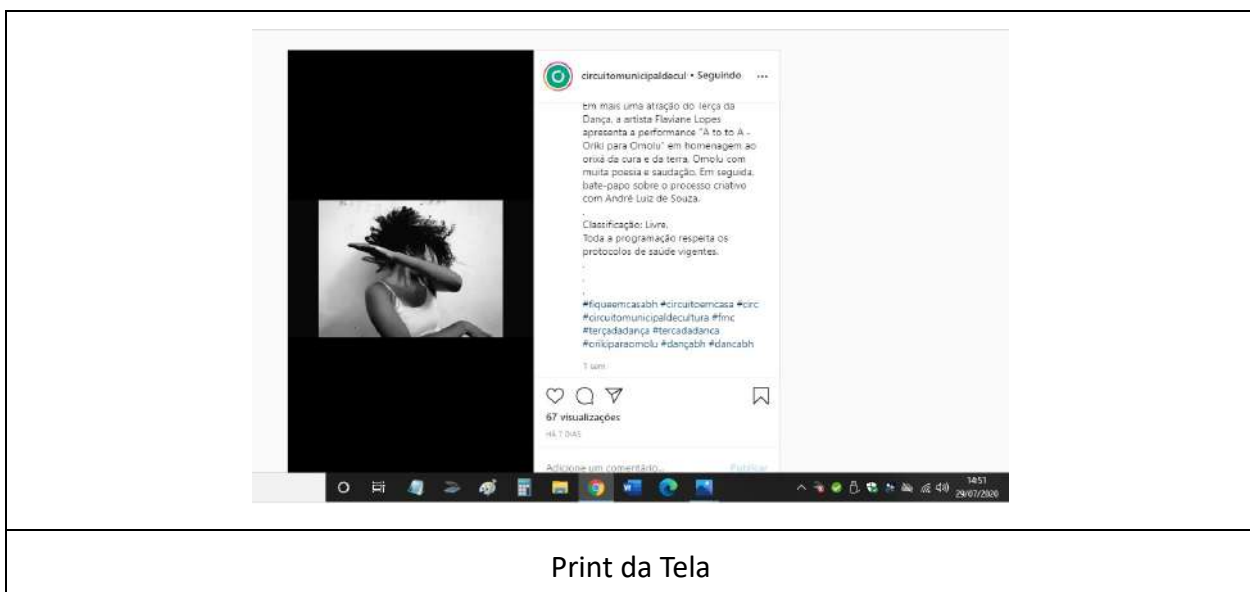 circuitomunicipaldecul • Seguindo ...
Em mais uma atração do Terça da
Dança, a artista Flaviane Lopes
apresenta a performance "A to to A -
Oriki para Omolu" em homenagem ao
orixá da cura e da terra, Omolu com
muita poesia e saudação. Em seguida,
bate-papo sobre o processo criativo
com André Luiz de Souza.
.
Classificação: Livre.
Toda a programação respeita os
protocolos de saúde vigentes.
.
.
.
#fiqueemcasabh #circuitoemcasa #circ
#circuitomunicipaldecultura #fmc
#terçadadança #tercadadanca
#orikiparaomolu #dançabh #dancabh
1 sem
67 visualizações
HÁ 7 DIAS
Adicione um comentário... Publicar
14:51
29/07/2020
Print da Tela